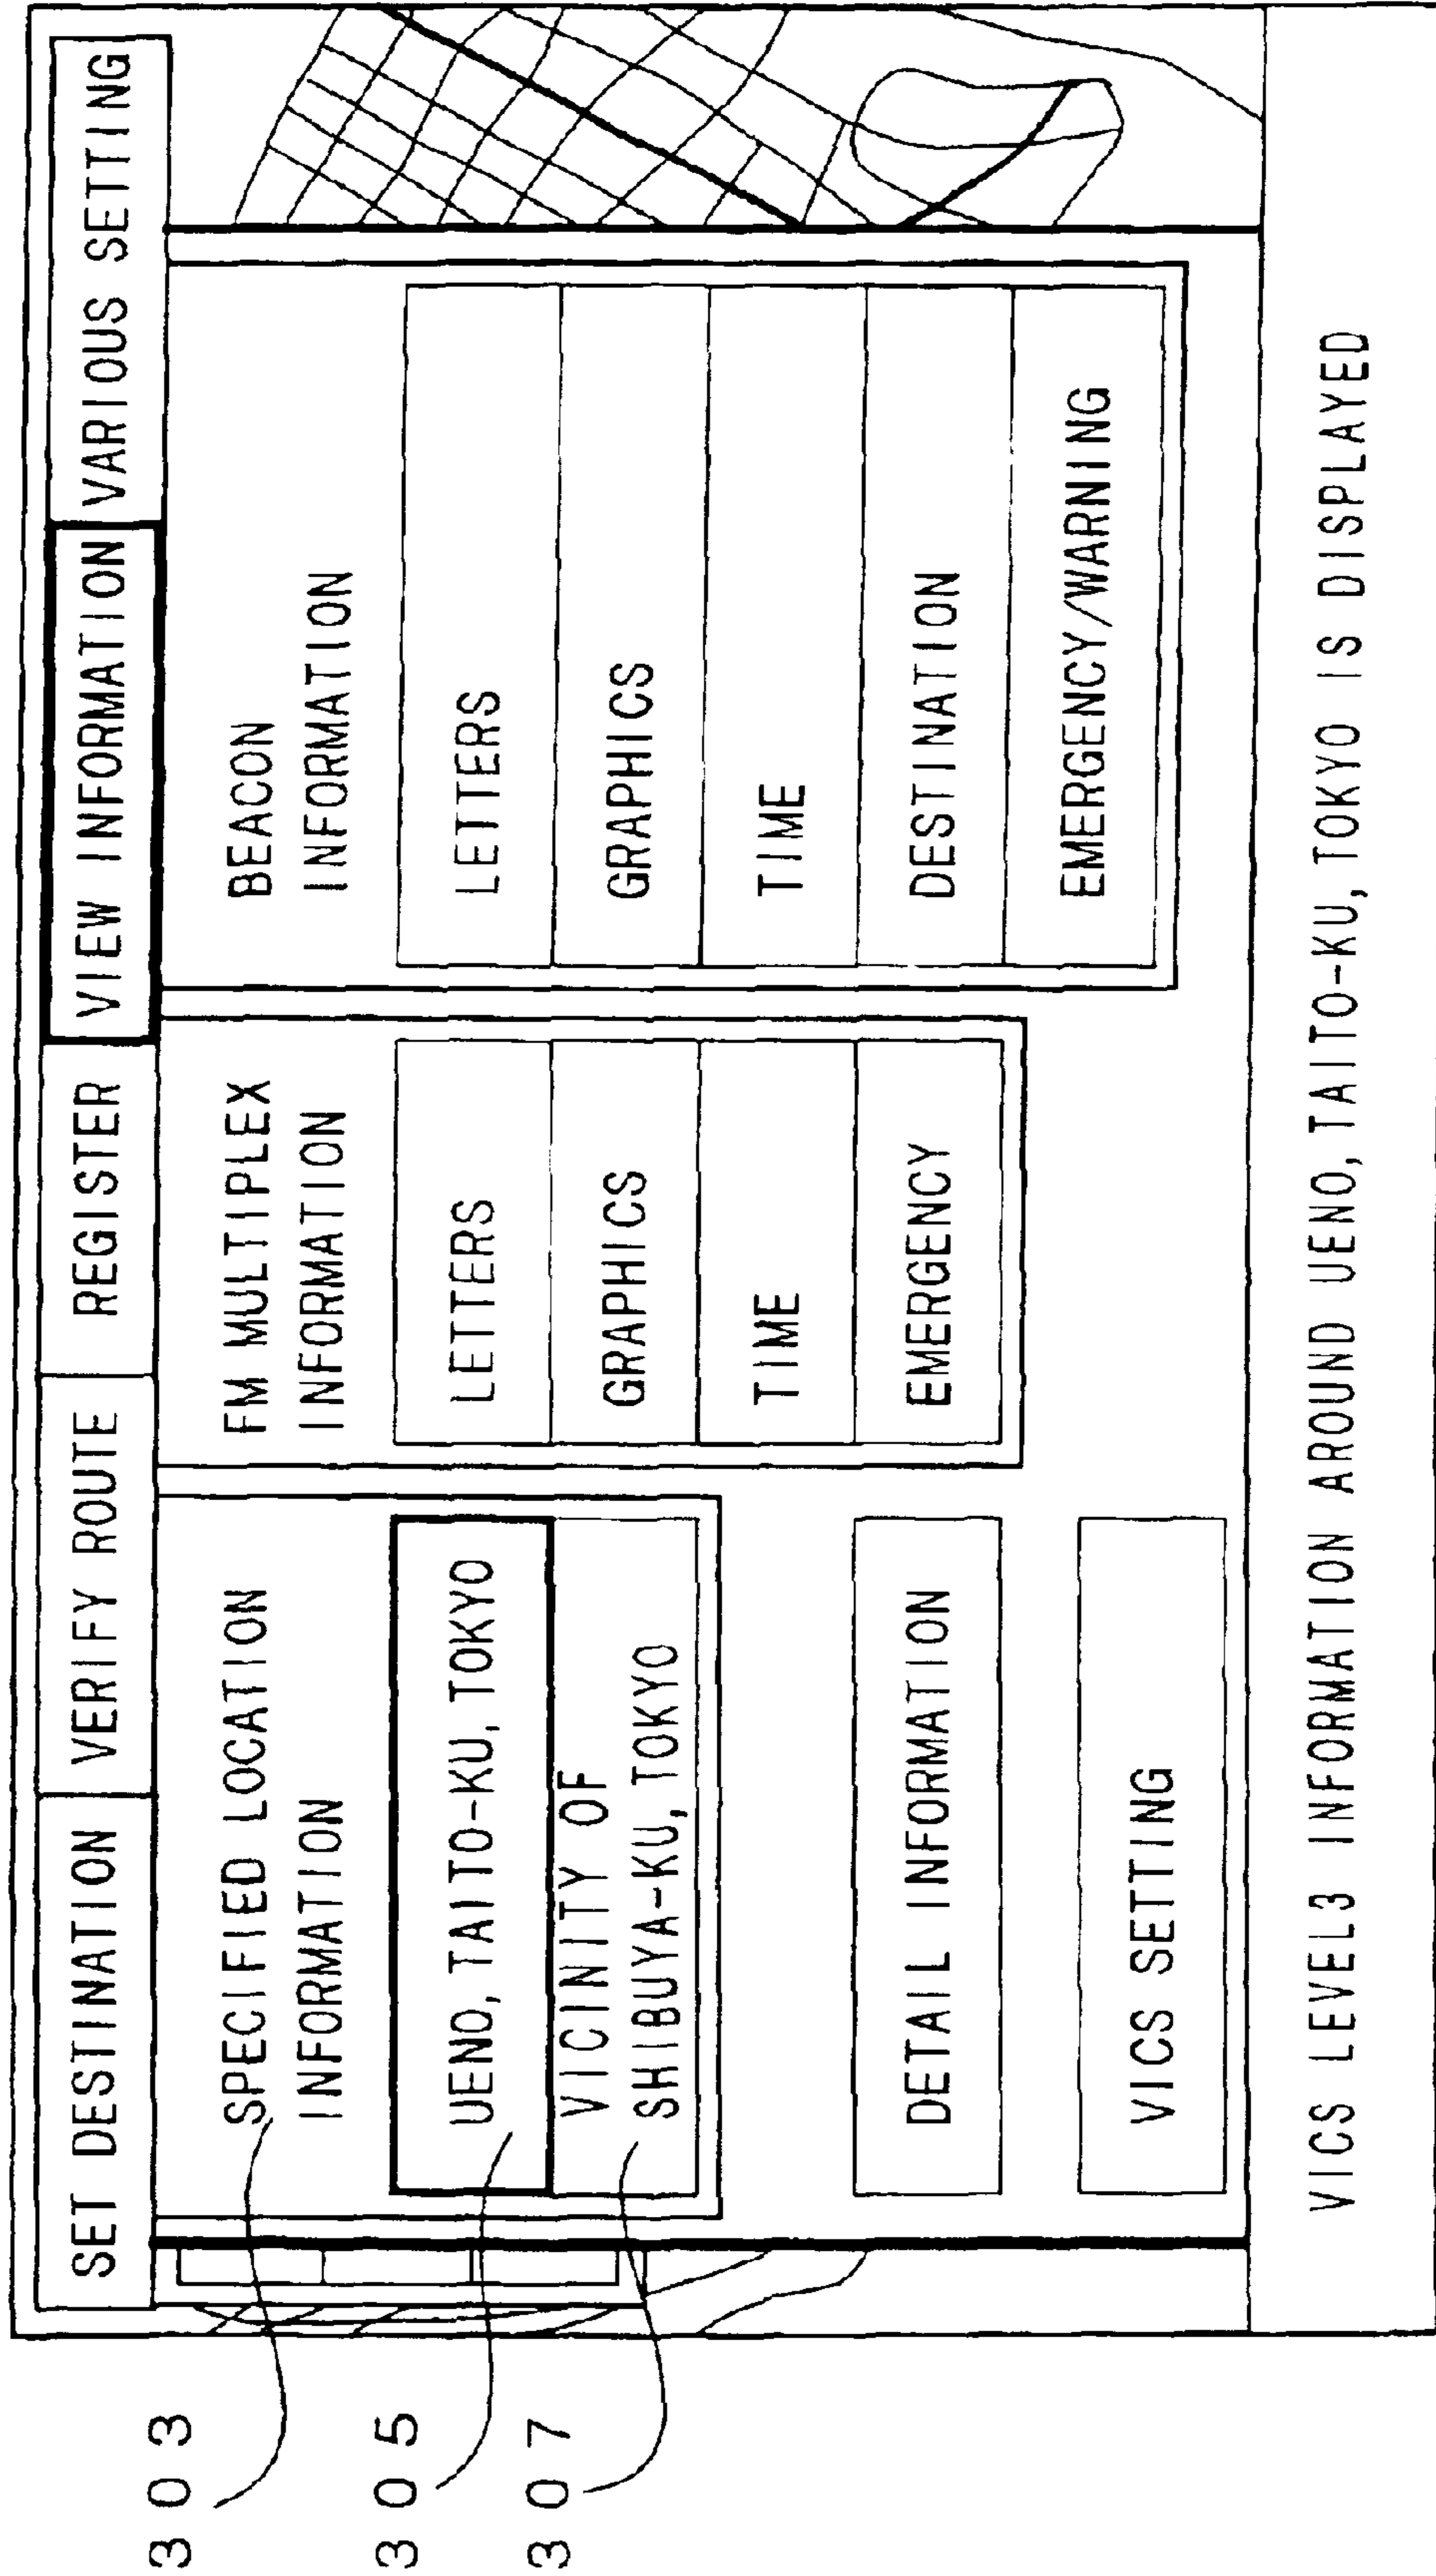 SET DESTINATION VERIFY ROUTE REGISTER VIEW INFORMATION VARIOUS SETTING
303
SPECIFIED LOCATION
INFORMATION
305
UENO, TAITO-KU, TOKYO
307
VICINITY OF
SHIBUYA-KU, TOKYO
DETAIL INFORMATION
VICS SETTING
FM MULTIPLEX
INFORMATION
LETTERS
GRAPHICS
TIME
EMERGENCY
BEACON
INFORMATION
LETTERS
GRAPHICS
TIME
DESTINATION
EMERGENCY/WARNING
VICS LEVEL3 INFORMATION AROUND UENO, TAITO-KU, TOKYO IS DISPLAYED